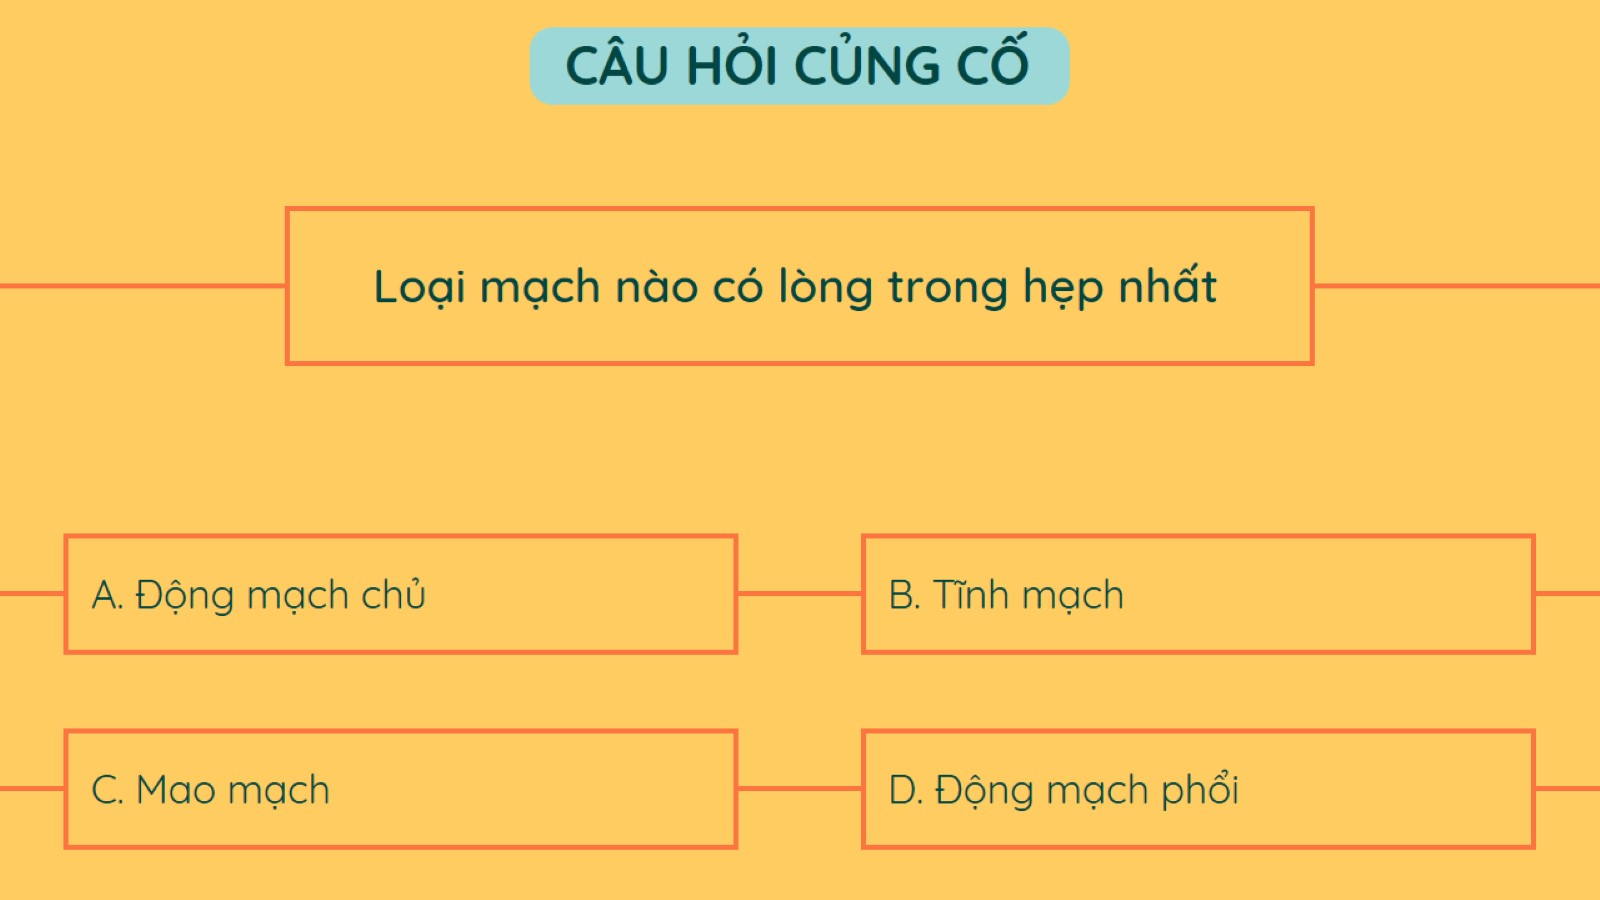 CÂU HỎI CỦNG CỐ
Loại mạch nào có lòng trong hẹp nhất
A. Động mạch chủ
B. Tĩnh mạch
C. Mao mạch
D. Động mạch phổi